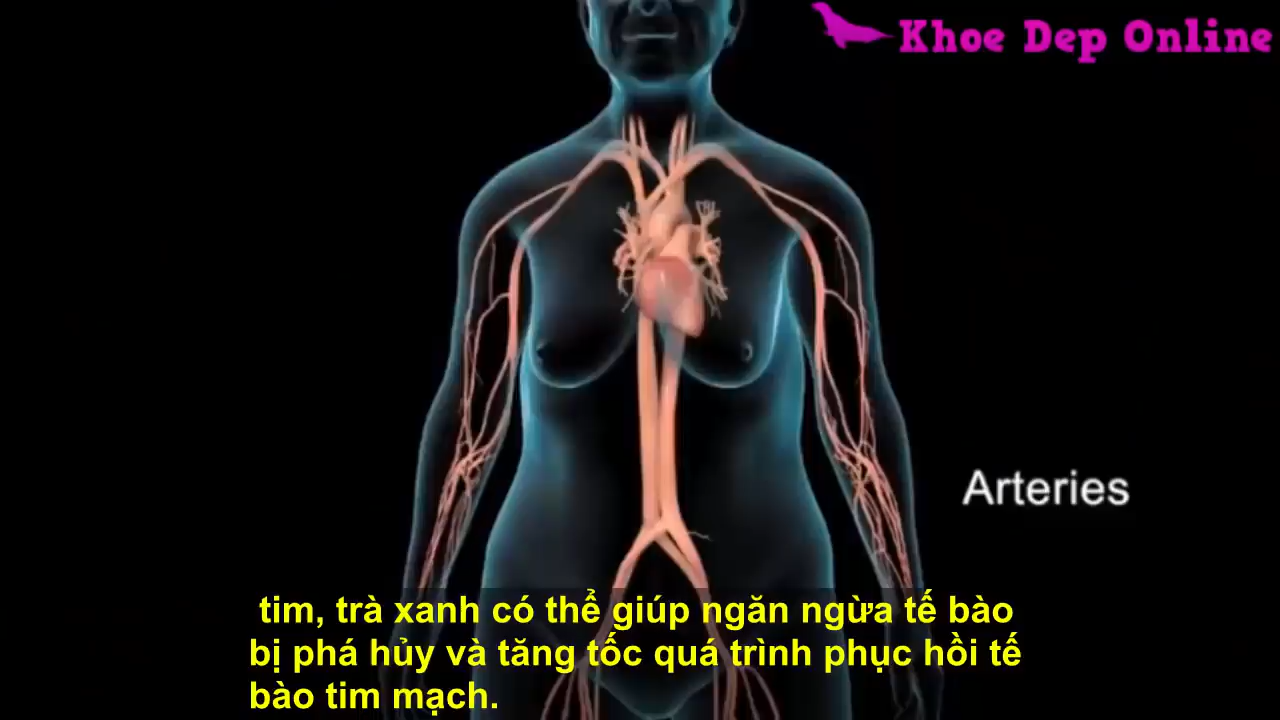 Khoe Dep Online
Arteries
tim, trà xanh có thể giúp ngăn ngừa tế bào
bị phá hủy và tăng tốc quá trình phục hồi tế
bào tim mạch.